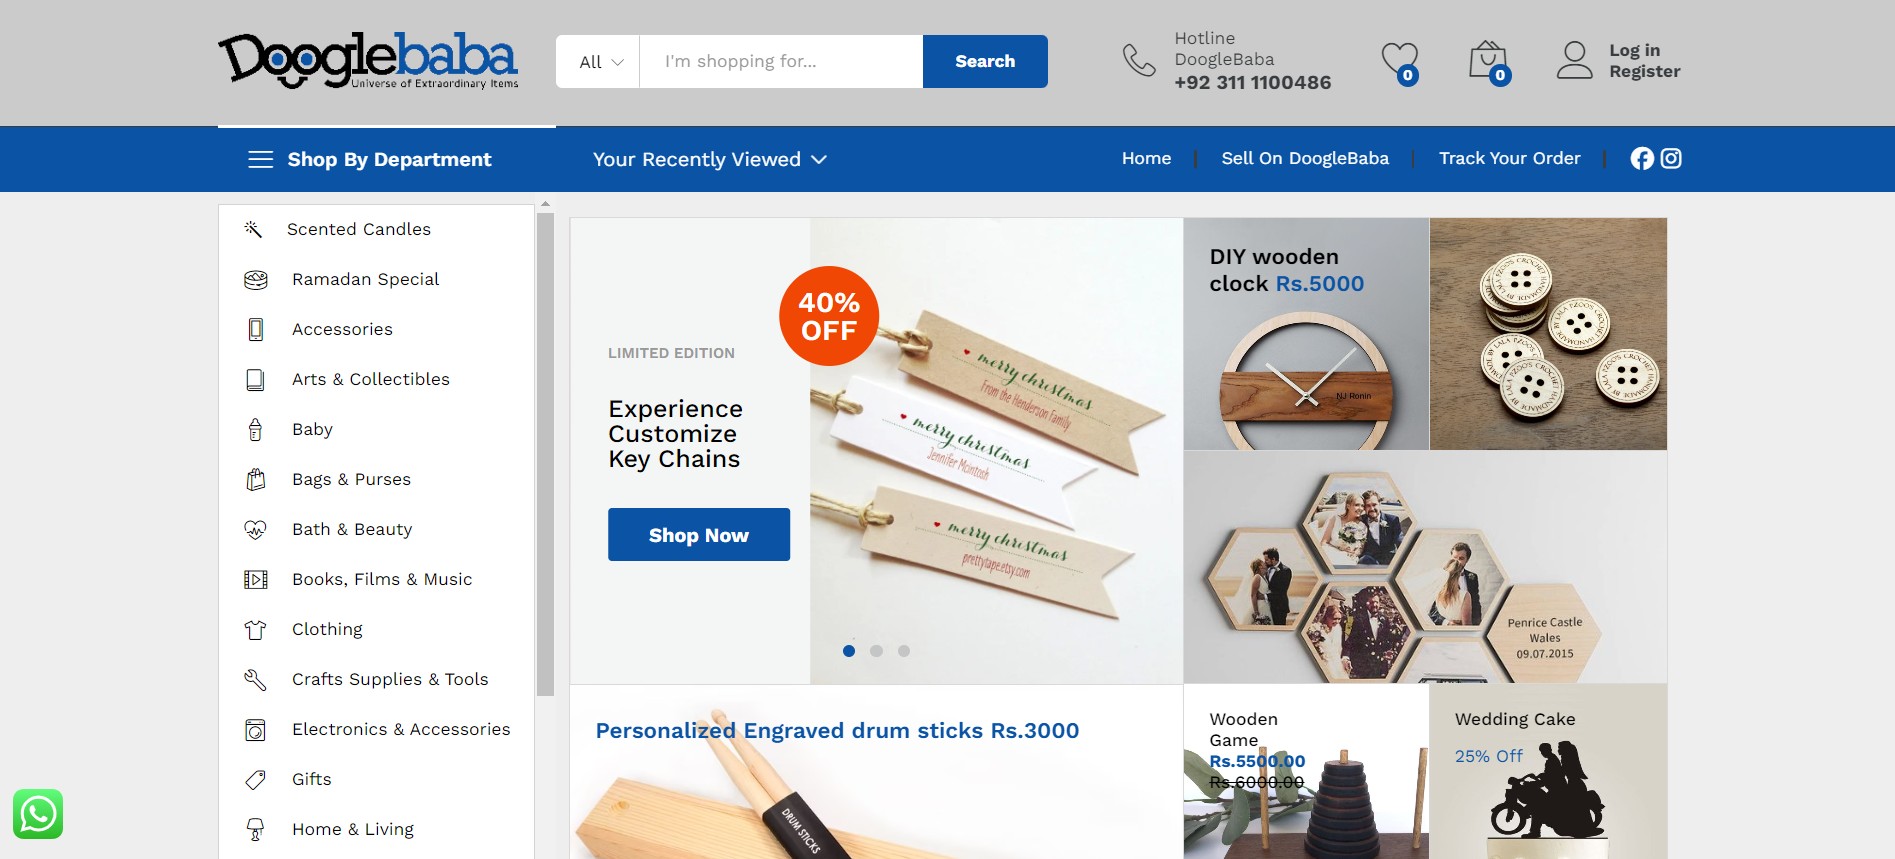 Dooglebaba
Universe of Extraordinary Items
All
I'm shopping for...
Search
Hotline
DoogleBaba
+92 311 1100486
0
0
Log in
Register
Shop By Department
Your Recently Viewed
Home
Sell On DoogleBaba
Track Your Order
Scented Candles
Ramadan Special
Accessories
Arts & Collectibles
Baby
Bags & Purses
Bath & Beauty
Books, Films & Music
Clothing
Crafts Supplies & Tools
Electronics & Accessories
Gifts
Home & Living
40%
OFF
LIMITED EDITION
Experience
Customize
Key Chains
Shop Now
merry christmas
From the Henderson Family
merry christmas
Jennifer McIntosh
merry christmas
prettytape.etsy.com
DIY wooden
clock Rs.5000
NJ Ronin
Penrice Castle
Wales
09.07.2015
Personalized Engraved drum sticks Rs.3000
DRUM STICKS
Wooden
Game
Rs.5500.00
Rs.6000.00
Wedding Cake
25% Off